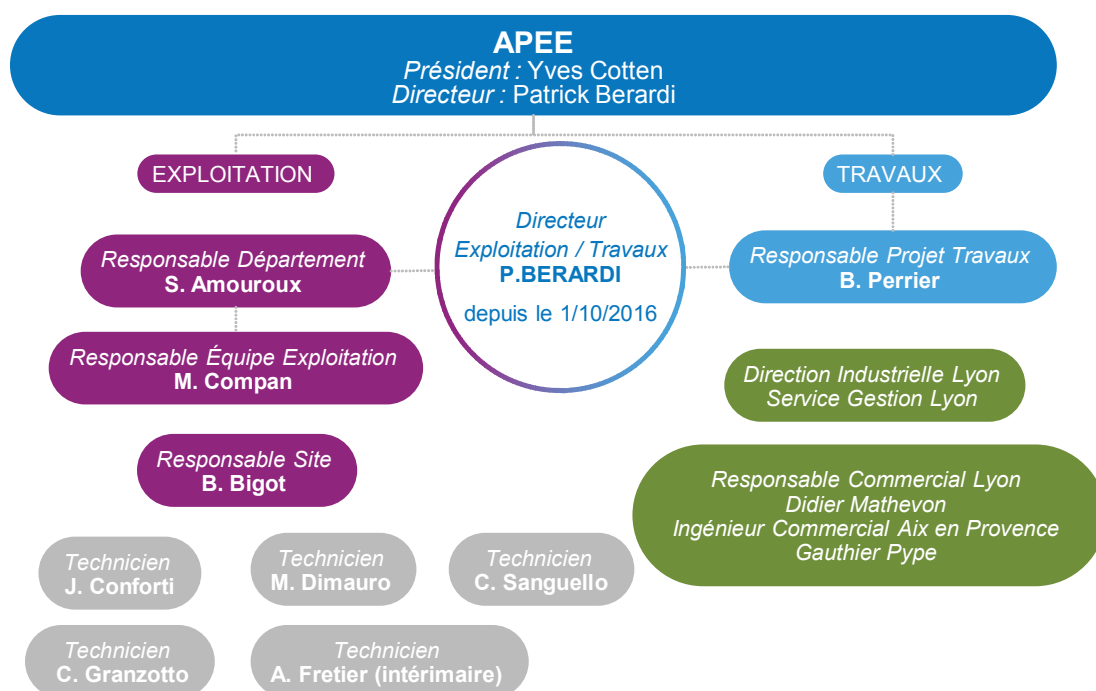 APEE
Président : Yves Cotten
Directeur : Patrick Berardi
EXPLOITATION
TRAVAUX
Directeur
Exploitation / Travaux
P.BERARDI
depuis le 1/10/2016
Responsable Département
S. Amouroux
Responsable Projet Travaux
B. Perrier
Responsable Équipe Exploitation
M. Compan
Direction Industrielle Lyon
Service Gestion Lyon
Responsable Site
B. Bigot
Responsable Commercial Lyon
Didier Mathevon
Ingénieur Commercial Aix en Provence
Gauthier Pype
Technicien
J. Conforti
Technicien
M. Dimauro
Technicien
C. Sanguello
Technicien
C. Granzotto
Technicien
A. Fretier (intérimaire)